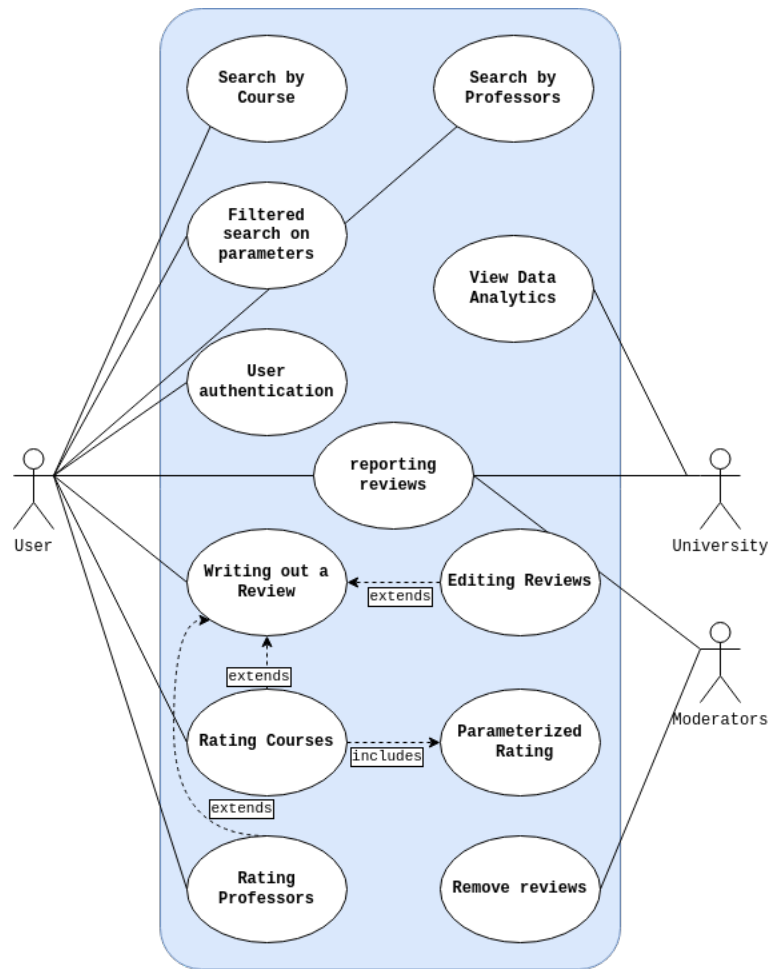 Search by
Course
Search by
Professors
Filtered
search on
parameters
View Data
Analytics
User
authentication
reporting
reviews
User
University
Writing out a
Review
Editing Reviews
extends
extends
Moderators
Rating Courses
includes
Parameterized
Rating
extends
Rating
Professors
Remove reviews